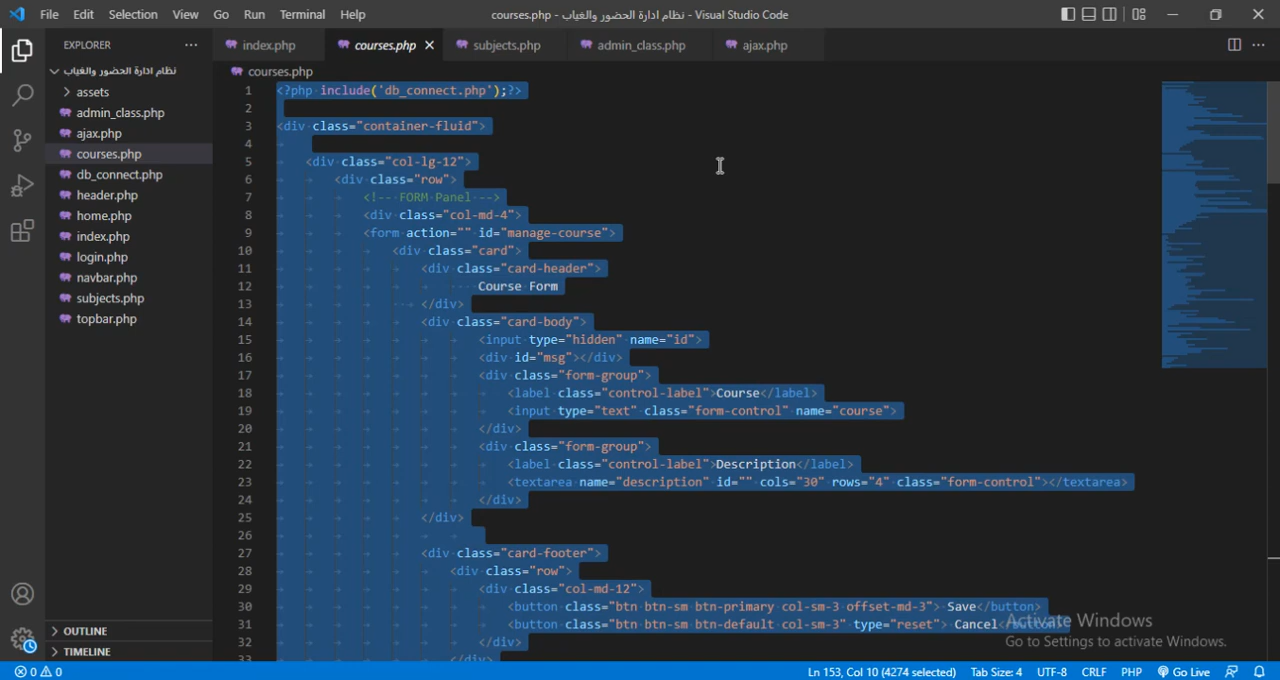 File Edit Selection View Go Run Terminal Help
courses.php - نظام ادارة الحضور والغياب - Visual Studio Code
EXPLORER
index.php courses.php subjects.php admin_class.php ajax.php
نظام ادارة الحضور والغياب
assets
admin_class.php
ajax.php
courses.php
db_connect.php
header.php
home.php
index.php
login.php
navbar.php
subjects.php
topbar.php
OUTLINE
TIMELINE
courses.php
1 <?php include('db_connect.php');?>
2
3 <div class="container-fluid">
4
5 <div class="col-lg-12">
6 <div class="row">
7 <!-- FORM Panel -->
8 <div class="col-md-4">
9 <form action="" id="manage-course">
10 <div class="card">
11 <div class="card-header">
12 Course Form
13 </div>
14 <div class="card-body">
15 <input type="hidden" name="id">
16 <div id="msg"></div>
17 <div class="form-group">
18 <label class="control-label">Course</label>
19 <input type="text" class="form-control" name="course">
20 </div>
21 <div class="form-group">
22 <label class="control-label">Description</label>
23 <textarea name="description" id="" cols="30" rows="4" class="form-control"></textarea>
24 </div>
25 </div>
26
27 <div class="card-footer">
28 <div class="row">
29 <div class="col-md-12">
30 <button class="btn btn-sm btn-primary col-sm-3 offset-md-3"> Save</button>
31 <button class="btn btn-sm btn-default col-sm-3" type="reset"> Cancel</button>
32 </div>
33 </div>
Activate Windows
Go to Settings to activate Windows.
0 0
Ln 153, Col 10 (4274 selected) Tab Size: 4 UTF-8 CRLF PHP Go Live